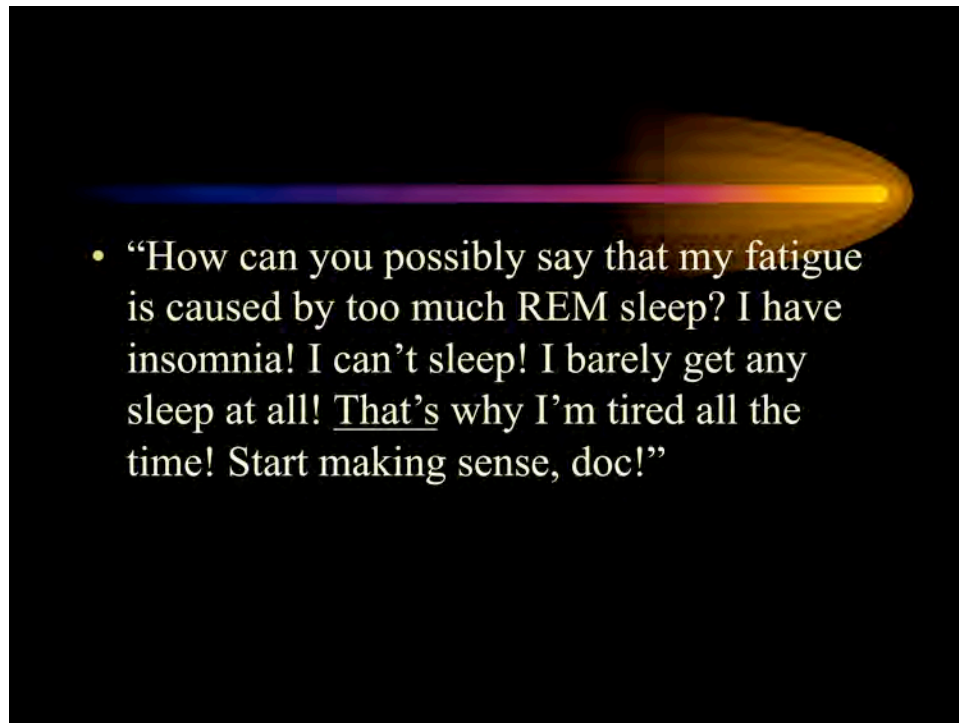 • “How can you possibly say that my fatigue
is caused by too much REM sleep? I have
insomnia! I can’t sleep! I barely get any
sleep at all! That’s why I’m tired all the
time! Start making sense, doc!”